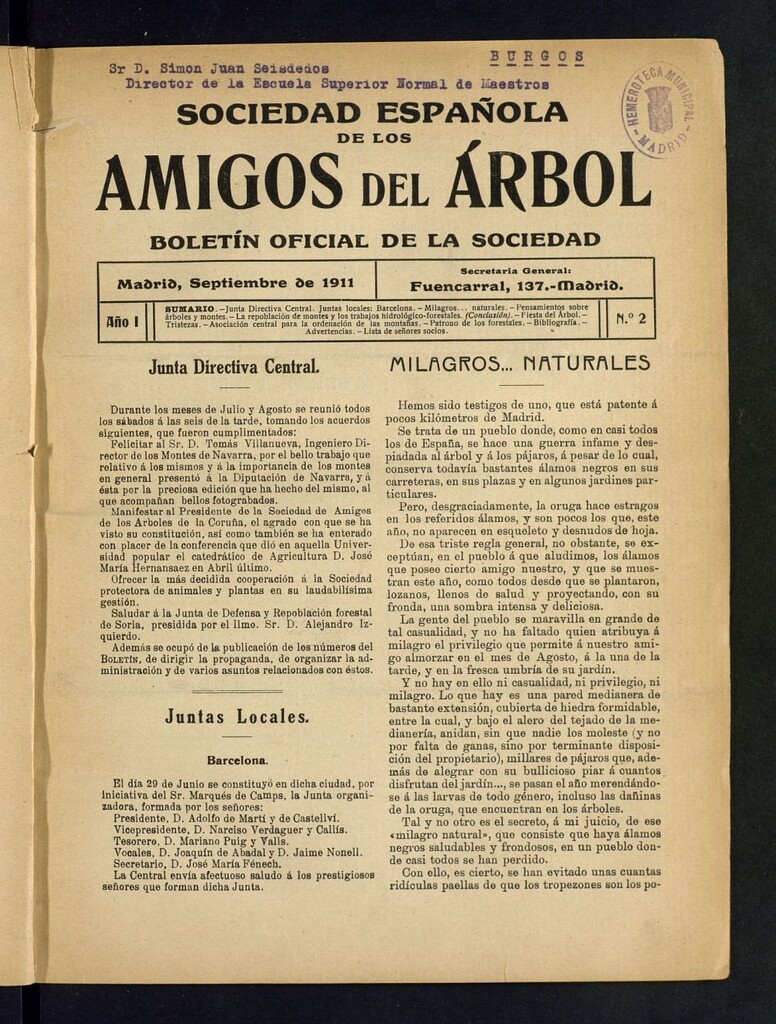 BURGOS
Sr D. Simon Juan Seisdedos
Director de la Escuela Superior Normal de Maestros
HEMEROTECA MUNICIPAL
MADRID
SOCIEDAD ESPAÑOLA
DE LOS
AMIGOS DEL ÁRBOL
BOLETÍN OFICIAL DE LA SOCIEDAD
Madrid, Septiembre de 1911
Secretaría General:
Fuencarral, 137.-Madrid.
Año I
SUMARIO.—Junta Directiva Central. Juntas locales: Barcelona.—Milagros... naturales.—Pensamientos sobre
árboles y montes.—La repoblación de montes y los trabajos hidrológico-forestales. (Conclusión).—Fiesta del Árbol.—
Tristezas.—Asociación central para la ordenación de las montañas.—Patrono de los forestales.—Bibliografía.—
Advertencias.—Lista de señores socios.
N.º 2
Junta Directiva Central.
Durante los meses de Julio y Agosto se reunió todos
los sábados á las seis de la tarde, tomando los acuerdos
siguientes, que fueron cumplimentados:
Felicitar al Sr. D. Tomás Villanueva, Ingeniero Di-
rector de los Montes de Navarra, por el bello trabajo que
relativo á los mismos y á la importancia de los montes
en general presentó á la Diputación de Navarra, y á
ésta por la preciosa edición que ha hecho del mismo, al
que acompañan bellos fotograbados.
Manifestar al Presidente de la Sociedad de Amigos
de los Arboles de la Coruña, el agrado con que se ha
visto su constitución, así como también se ha enterado
con placer de la conferencia que dió en aquella Univer-
sidad popular el catedrático de Agricultura D. José
María Hernansaez en Abril último.
Ofrecer la más decidida cooperación á la Sociedad
protectora de animales y plantas en su laudabilísima
gestión.
Saludar á la Junta de Defensa y Repoblación forestal
de Soria, presidida por el Ilmo. Sr. D. Alejandro Iz-
quierdo.
Además se ocupó de la publicación de los números del
BOLETÍN, de dirigir la propaganda, de organizar la ad-
ministración y de varios asuntos relacionados con éstos.
Juntas Locales.
Barcelona.
El día 29 de Junio se constituyó en dicha ciudad, por
iniciativa del Sr. Marqués de Camps, la Junta organi-
zadora, formada por los señores:
Presidente, D. Adolfo de Martí y de Castellví.
Vicepresidente, D. Narciso Verdaguer y Callís.
Tesorero, D. Mariano Puig y Valls.
Vocales, D. Joaquín de Abadal y D. Jaime Nonell.
Secretario, D. José María Fénech.
La Central envía afectuoso saludo á los prestigiosos
señores que forman dicha Junta.
MILAGROS... NATURALES
Hemos sido testigos de uno, que está patente á
pocos kilómetros de Madrid.
Se trata de un pueblo donde, como en casi todos
los de España, se hace una guerra infame y des-
piadada al árbol y á los pájaros, á pesar de lo cual,
conserva todavía bastantes álamos negros en sus
carreteras, en sus plazas y en algunos jardines par-
ticulares.
Pero, desgraciadamente, la oruga hace estragos
en los referidos álamos, y son pocos los que, este
año, no aparecen en esqueleto y desnudos de hoja.
De esa triste regla general, no obstante, se ex-
ceptúan, en el pueblo á que aludimos, los álamos
que posee cierto amigo nuestro, y que se mues-
tran este año, como todos desde que se plantaron,
lozanos, llenos de salud y proyectando, con su
fronda, una sombra intensa y deliciosa.
La gente del pueblo se maravilla en grande de
tal casualidad, y no ha faltado quien atribuya á
milagro el privilegio que permite á nuestro ami-
go almorzar en el mes de Agosto, á la una de la
tarde, y en la fresca umbría de su jardín.
Y no hay en ello ni casualidad, ni privilegio, ni
milagro. Lo que hay es una pared medianera de
bastante extensión, cubierta de hiedra formidable,
entre la cual, y bajo el alero del tejado de la me-
dianería, anidan, sin que nadie los moleste (y no
por falta de ganas, sino por terminante disposi-
ción del propietario), millares de pájaros que, ade-
más de alegrar con su bullicioso piar á cuantos
disfrutan del jardín..., se pasan el año merendándo-
se á las larvas de todo género, incluso las dañinas
de la oruga, que encuentran en los árboles.
Tal y no otro es el secreto, á mi juicio, de ese
«milagro natural», que consiste que haya álamos
negros saludables y frondosos, en un pueblo don-
de casi todos se han perdido.
Con ello, es cierto, se han evitado unas cuantas
ridículas paellas de que los tropezones son los po-